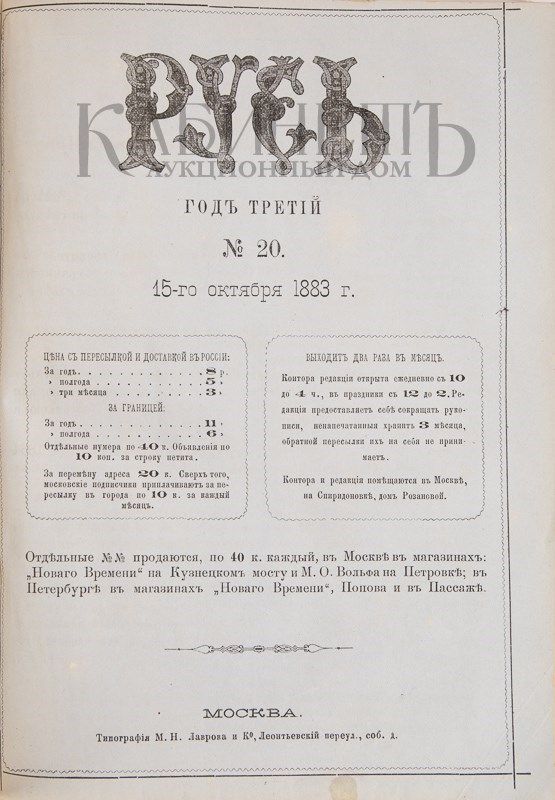 РУСЬ
КАБИНЕТЪ
АУКЦИОННЫЙ ДОМ
ГОДЪ ТРЕТІЙ
№ 20.
15-го октября 1883 г.
ЦѢНА СЪ ПЕРЕСЫЛКОЙ И ДОСТАВКОЙ ВЪ РОССІИ:
За годъ. . . . . . . . . . . . . . 8 р.
» полгода . . . . . . . . . . . . 5 »
» три мѣсяца . . . . . . . . . . 3 »
ЗА ГРАНИЦЕЙ:
За годъ. . . . . . . . . . . . . . 11 »
» полгода . . . . . . . . . . . . 6 »
Отдѣльные нумера по 40 к. Объявленія по
10 коп. за строку петита.
За перемѣну адреса 20 к. Сверхъ того,
московскіе подписчики приплачиваютъ за пе-
ресылку въ города по 10 к. за каждый
мѣсяцъ.
ВЫХОДИТЪ ДВА РАЗА ВЪ МѢСЯЦЪ.
Контора редакціи открыта ежедневно съ 10
до 4 ч., въ праздники съ 12 до 2. Ре-
дакція предоставляетъ себѣ сокращать руко-
писи, ненапечатанныя хранитъ 3 мѣсяца,
обратной пересылки ихъ на себя не прини-
маетъ.
Контора и редакція помѣщаются въ Москвѣ,
на Спиридоновкѣ, домъ Розановой.
Отдѣльные №№ продаются, по 40 к. каждый, въ Москвѣ въ магазинахъ:
„Новаго Времени“ на Кузнецкомъ мосту и М. О. Вольфа на Петровкѣ; въ
Петербургѣ въ магазинахъ „Новаго Времени“, Попова и въ Пассажѣ.
МОСКВА.
Типографія М. Н. Лаврова и Ко, Леонтьевскій переул., соб. д.